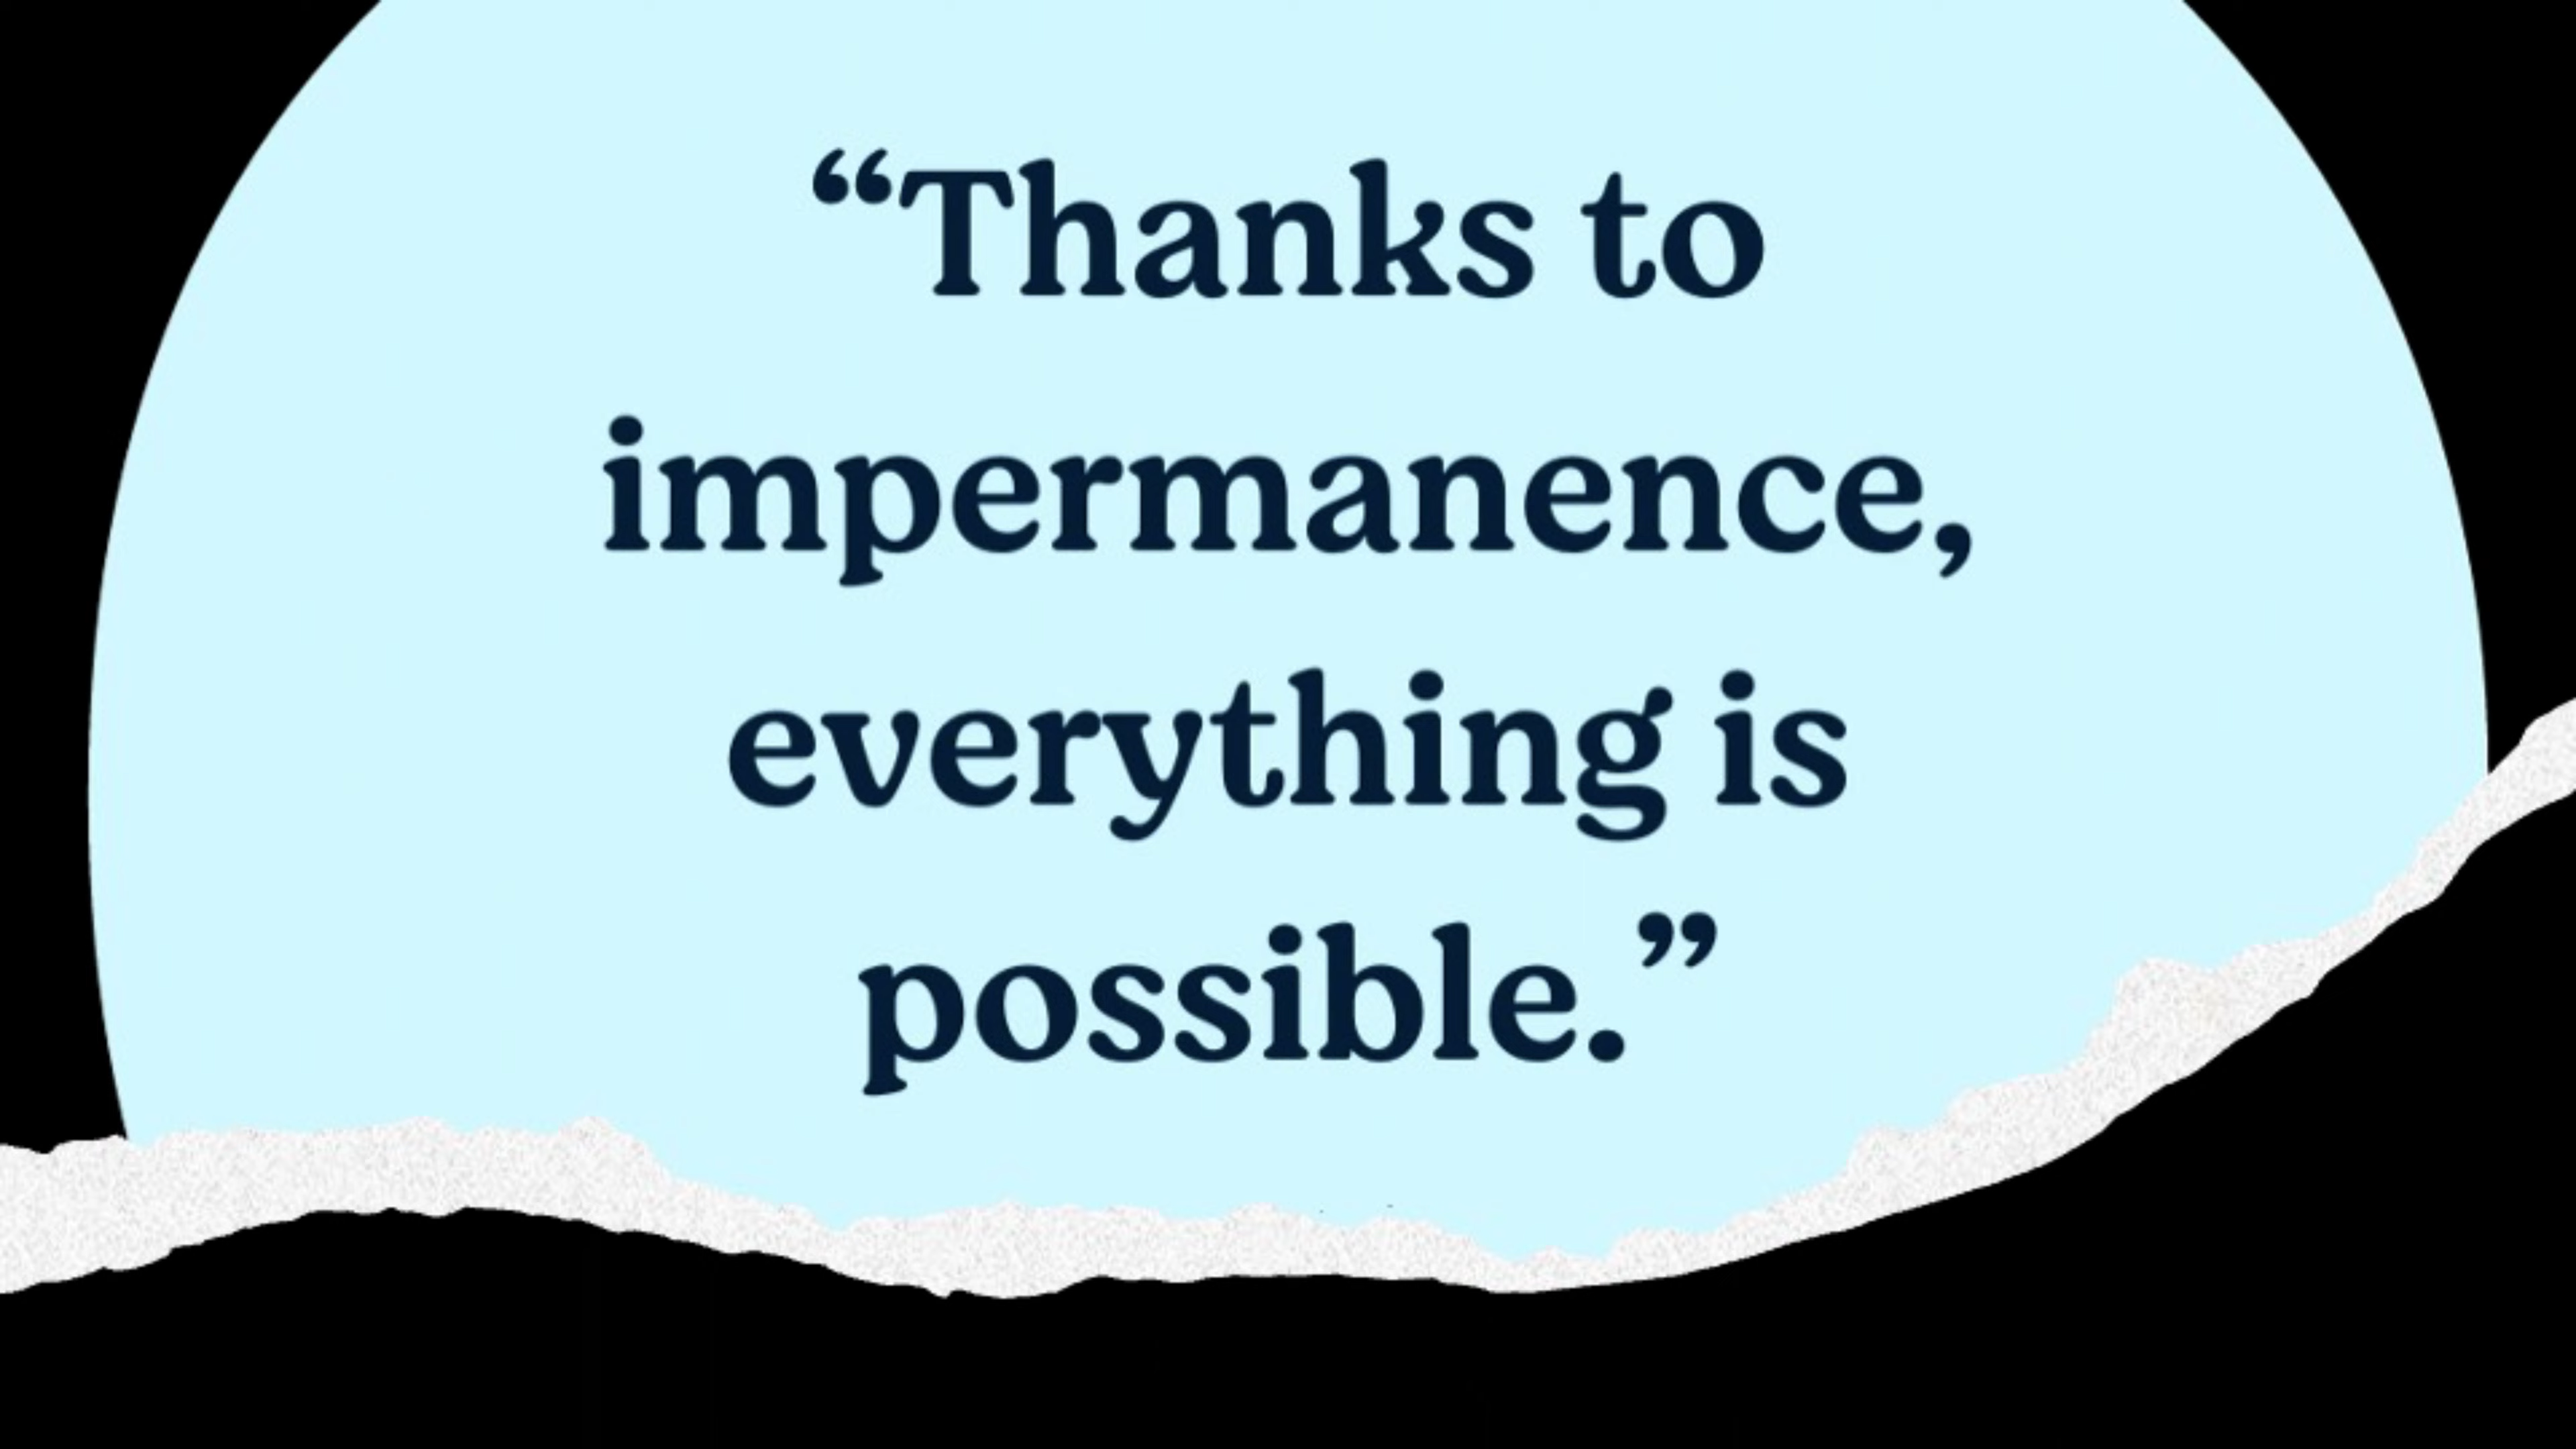 “Thanks to
impermanence,
everything is
possible.”